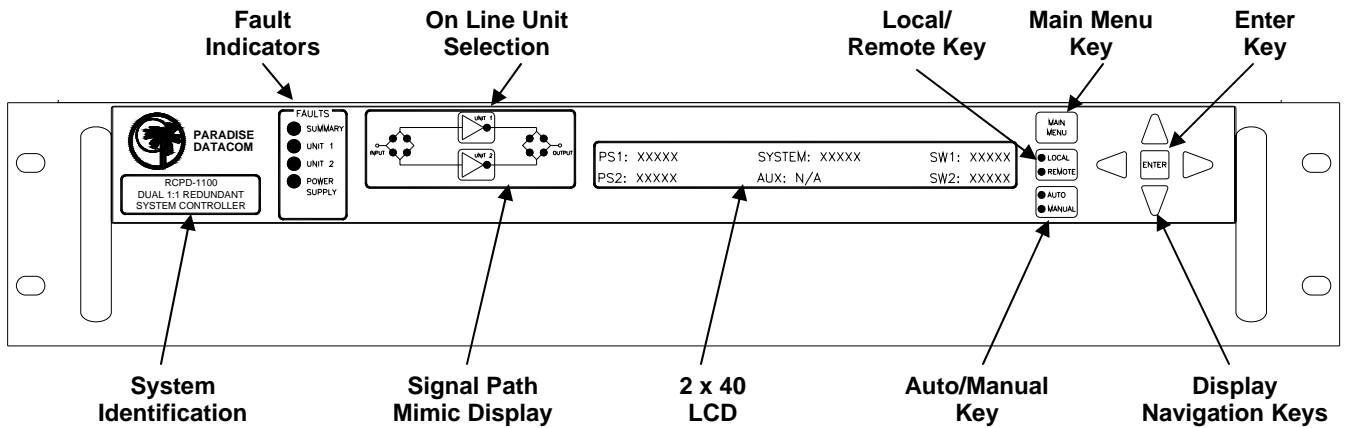 Fault
Indicators
On Line Unit
Selection
Local/
Remote Key
Main Menu
Key
Enter
Key
PARADISE
DATACOM
RCPD-1100
DUAL 1:1 REDUNDANT
SYSTEM CONTROLLER
FAULTS
SUMMARY
UNIT 1
UNIT 2
POWER
SUPPLY
INPUT
UNIT 1
UNIT 2
OUTPUT
PS1: XXXXX SYSTEM: XXXXX SW1: XXXXX
PS2: XXXXX AUX: N/A SW2: XXXXX
MAIN
MENU
LOCAL
REMOTE
AUTO
MANUAL
ENTER
System
Identification
Signal Path
Mimic Display
2 x 40
LCD
Auto/Manual
Key
Display
Navigation Keys